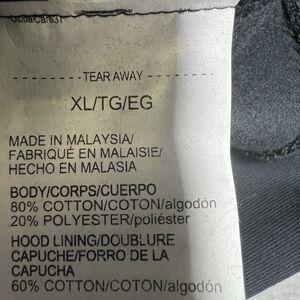 TEAR AWAY
XL/TG/EG
MADE IN MALAYSIA/
FABRIQUÉ EN MALAISIE/
HECHO EN MALASIA
BODY/CORPS/CUERPO
80% COTTON/COTON/algodón
20% POLYESTER/poliéster
HOOD LINING/DOUBLURE
CAPUCHE/FORRO DE LA
CAPUCHA
60% COTTON/COTON/algodón